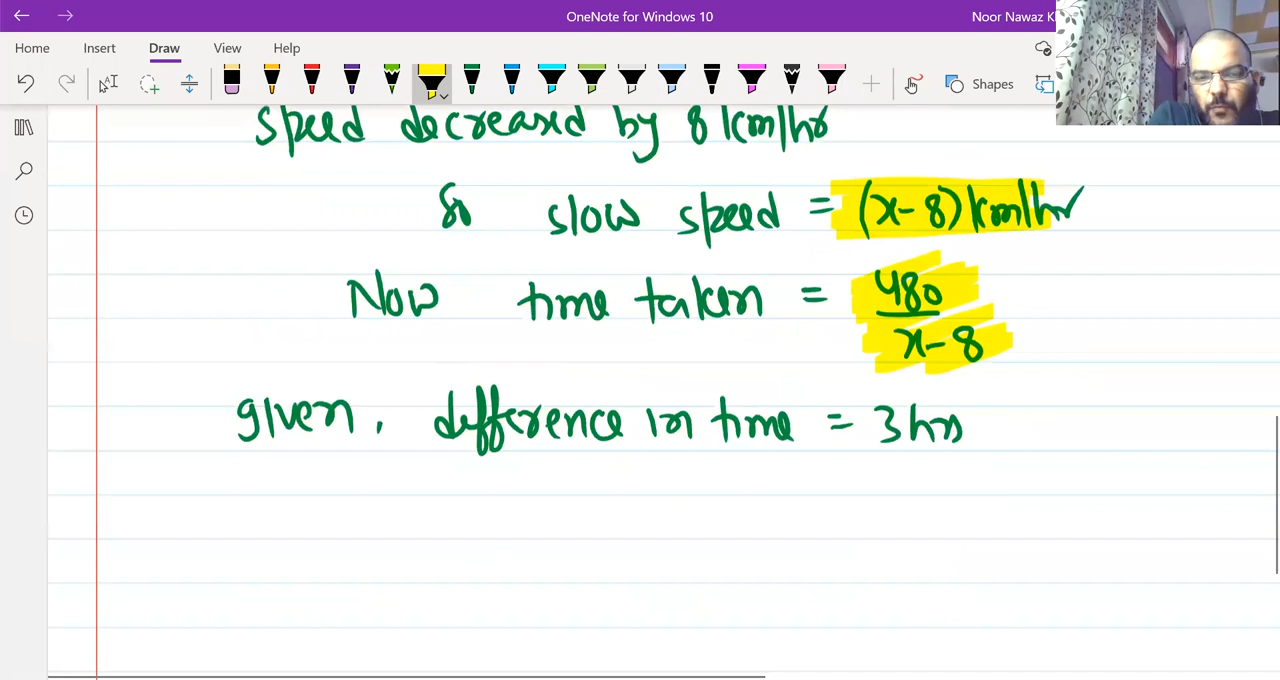 OneNote for Windows 10
Noor Nawaz K
Home Insert Draw View Help
Shapes
speed decreased by 8 km/hr
So slow speed = (x-8) km/hr
Now time taken = 480
x-8
given, difference in time = 3 hrs